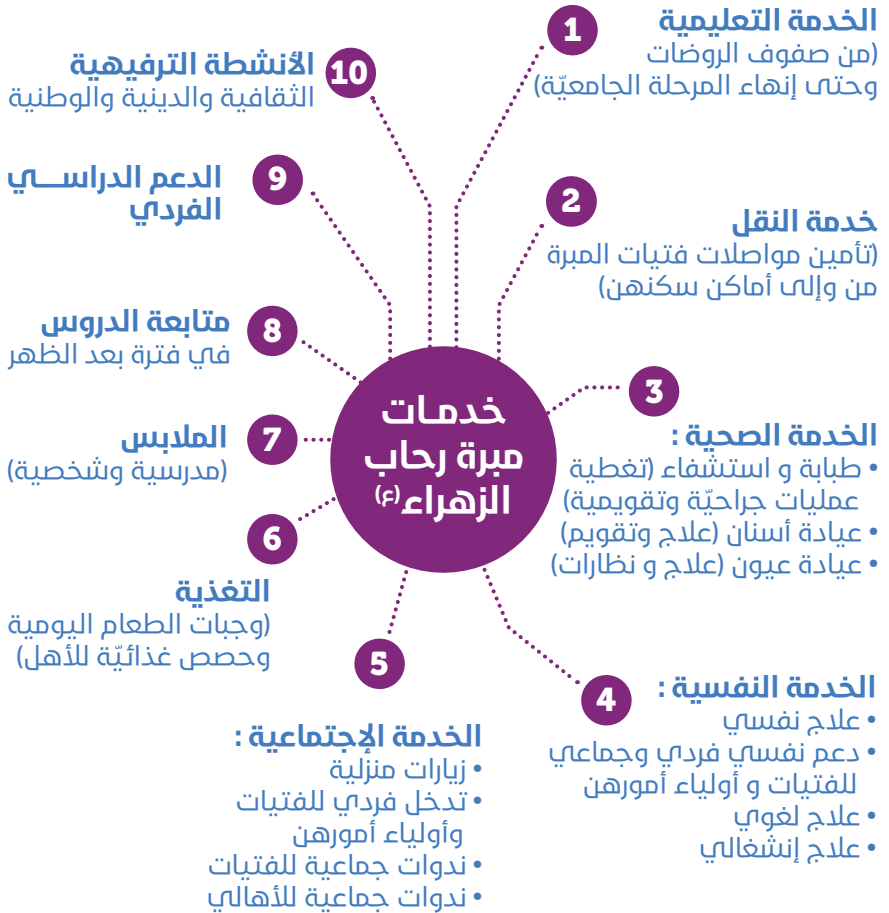 خدمـات
مبرة رحاب
الزهراء(ع)
1
الخدمة التعليمية
(من صفوف الروضات
وحتى إنهاء المرحلة الجامعيّة)
2
خدمة النقل
(تأمين مواصلات فتيات المبرة
من وإلى أماكن سكنهن)
3
الخدمة الصحية :
• طبابة و استشفاء (تغطية
عمليات جراحيّة وتقويمية)
• عيادة أسنان (علاج وتقويم)
• عيادة عيون (علاج و نظارات)
4
الخدمة النفسية :
• علاج نفسي
• دعم نفسي فردي وجماعي
للفتيات و أولياء أمورهن
• علاج لغوي
• علاج إنشغالي
5
الخدمة الإجتماعية :
• زيارات منزلية
• تدخل فردي للفتيات
وأولياء أمورهن
• ندوات جماعية للفتيات
• ندوات جماعية للأهالي
6
التغذية
(وجبات الطعام اليومية
وحصص غذائيّة للأهل)
7
الملابس
(مدرسية وشخصية)
8
متابعة الدروس
في فترة بعد الظهر
9
الدعم الدراســـي
الفردي
10
الأنشطة الترفيهية
الثقافية والدينية والوطنية